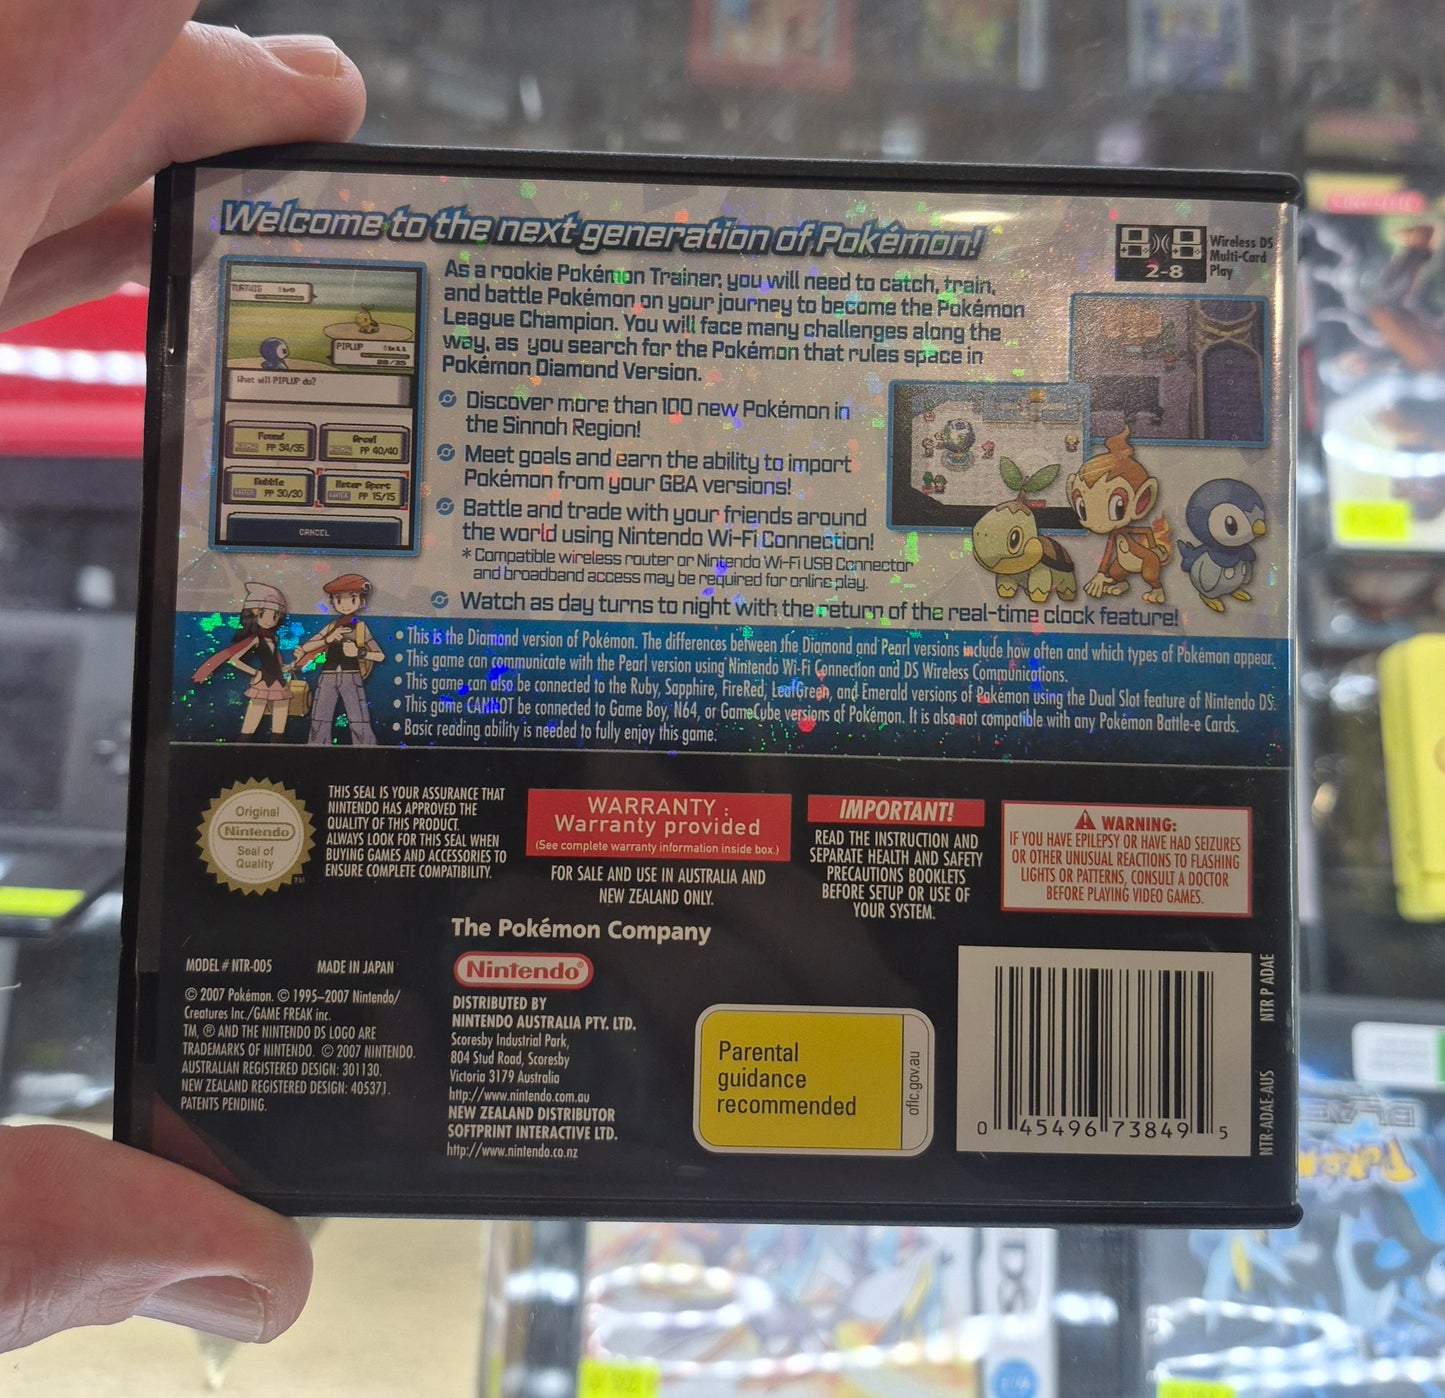 Welcome to the next generation of Pokémon!
2-8
Wireless DS
Multi-Card
Play
As a rookie Pokémon Trainer, you will need to catch, train,
and battle Pokémon on your journey to become the Pokémon
League Champion. You will face many challenges along the
way, as you search for the Pokémon that rules space in
Pokémon Diamond Version.
Discover more than 100 new Pokémon in
the Sinnoh Region!
Meet goals and earn the ability to import
Pokémon from your GBA versions!
Battle and trade with your friends around
the world using Nintendo Wi-Fi Connection!
* Compatible wireless router or Nintendo Wi-Fi USB Connector
and broadband access may be required for online play.
Watch as day turns to night with the return of the real-time clock feature!
TURTWIG
PIPLUP
What will PIPLUP do?
Pound
PP 34/35
Growl
PP 40/40
Bubble
PP 30/30
Water Sport
PP 15/15
CANCEL
• This is the Diamond version of Pokémon. The differences between the Diamond and Pearl versions include how often and which types of Pokémon appear.
• This game can communicate with the Pearl version using Nintendo Wi-Fi Connection and DS Wireless Communications.
• This game can also be connected to the Ruby, Sapphire, FireRed, LeafGreen, and Emerald versions of Pokémon using the Dual Slot feature of Nintendo DS.
• This game CANNOT be connected to Game Boy, N64, or GameCube versions of Pokémon. It is also not compatible with any Pokémon Battle-e Cards.
• Basic reading ability is needed to fully enjoy this game.
Original
Nintendo
Seal of
Quality
TM
THIS SEAL IS YOUR ASSURANCE THAT
NINTENDO HAS APPROVED THE
QUALITY OF THIS PRODUCT.
ALWAYS LOOK FOR THIS SEAL WHEN
BUYING GAMES AND ACCESSORIES TO
ENSURE COMPLETE COMPATIBILITY.
WARRANTY :
Warranty provided
(See complete warranty information inside box.)
FOR SALE AND USE IN AUSTRALIA AND
NEW ZEALAND ONLY.
IMPORTANT!
READ THE INSTRUCTION AND
SEPARATE HEALTH AND SAFETY
PRECAUTIONS BOOKLETS
BEFORE SETUP OR USE OF
YOUR SYSTEM.
WARNING:
IF YOU HAVE EPILEPSY OR HAVE HAD SEIZURES
OR OTHER UNUSUAL REACTIONS TO FLASHING
LIGHTS OR PATTERNS, CONSULT A DOCTOR
BEFORE PLAYING VIDEO GAMES.
MODEL # NTR-005 MADE IN JAPAN
© 2007 Pokémon. © 1995–2007 Nintendo/
Creatures Inc./GAME FREAK inc.
TM, ® AND THE NINTENDO DS LOGO ARE
TRADEMARKS OF NINTENDO. © 2007 NINTENDO.
AUSTRALIAN REGISTERED DESIGN: 301130.
NEW ZEALAND REGISTERED DESIGN: 405371.
PATENTS PENDING.
The Pokémon Company
Nintendo®
DISTRIBUTED BY
NINTENDO AUSTRALIA PTY. LTD.
Scoresby Industrial Park,
804 Stud Road, Scoresby
Victoria 3179 Australia
http://www.nintendo.com.au
NEW ZEALAND DISTRIBUTOR
SOFTPRINT INTERACTIVE LTD.
http://www.nintendo.co.nz
Parental
guidance
recommended
oflc.gov.au
0 45496 73849 5
NTR-ADAE-AUS
NTR P ADAE